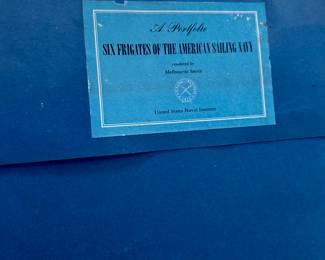 A Portfolio
SIX FRIGATES OF THE AMERICAN SAILING NAVY
rendered by
Melbourne Smith
United States Naval Institute